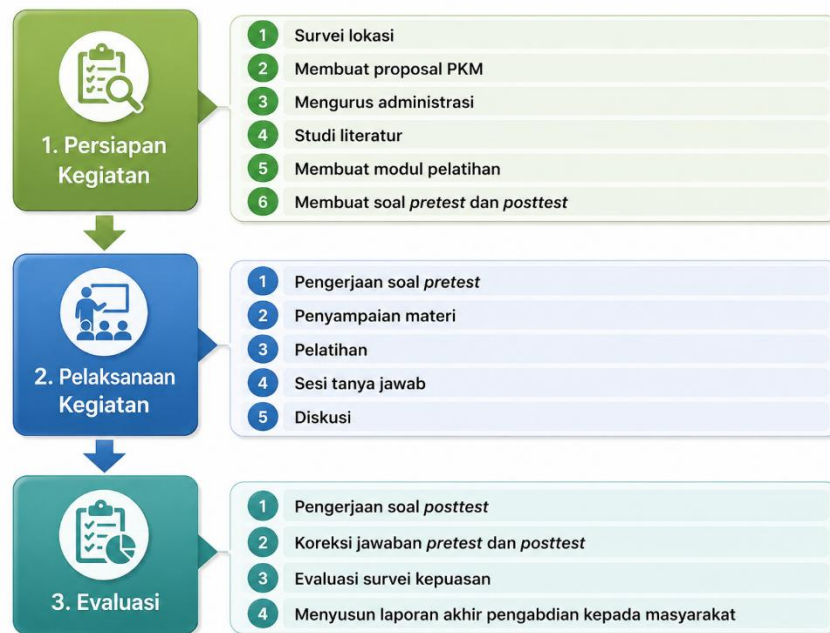 1. Persiapan
Kegiatan
1 Survei lokasi
2 Membuat proposal PKM
3 Mengurus administrasi
4 Studi literatur
5 Membuat modul pelatihan
6 Membuat soal pretest dan posttest
2. Pelaksanaan
Kegiatan
1 Pengerjaan soal pretest
2 Penyampaian materi
3 Pelatihan
4 Sesi tanya jawab
5 Diskusi
3. Evaluasi
1 Pengerjaan soal posttest
2 Koreksi jawaban pretest dan posttest
3 Evaluasi survei kepuasan
4 Menyusun laporan akhir pengabdian kepada masyarakat